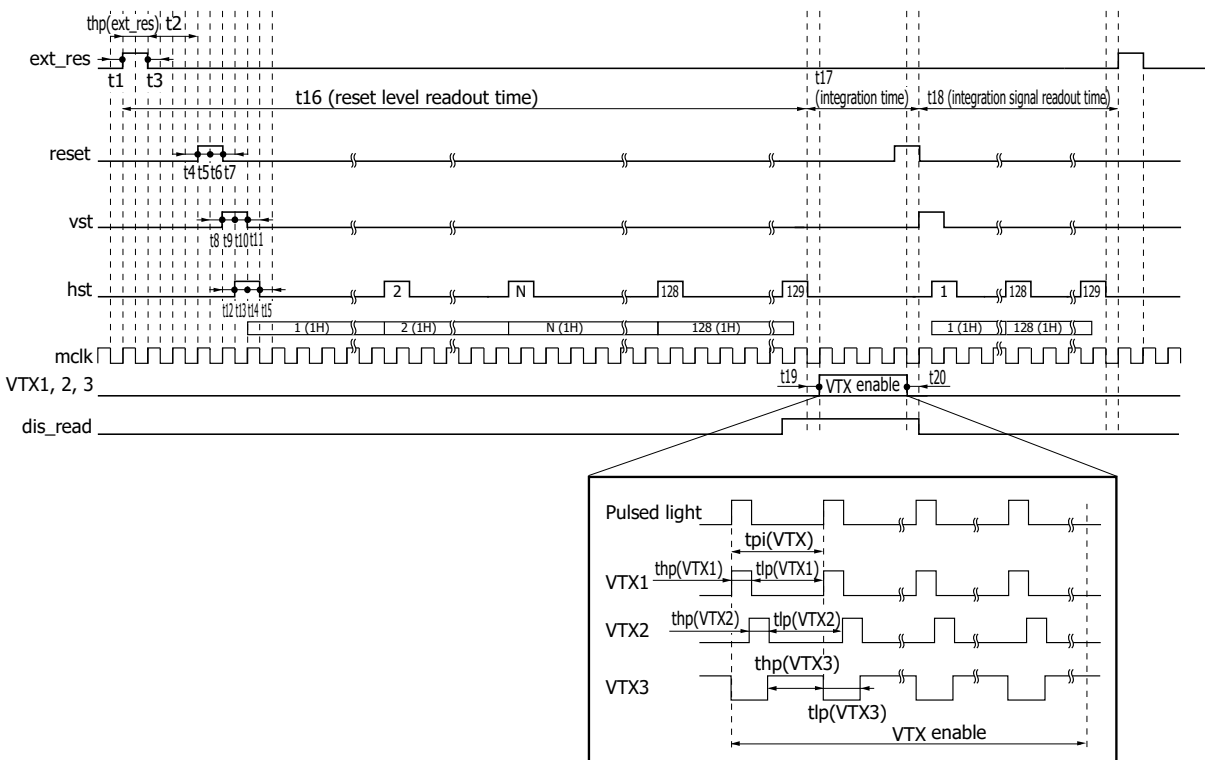 thp(ext_res) t2
ext_res
t1 t3
t17
(integration time)
t16 (reset level readout time)
t18 (integration signal readout time)
reset
t4 t5 t6 t7
vst
t8 t9 t10 t11
hst
2 N 128 129 1 128 129
t12 t13 t14 t15
1 (1H) 2 (1H) N (1H) 128 (1H) 1 (1H) 128 (1H)
mclk
VTX1, 2, 3
t19 VTX enable t20
dis_read
Pulsed light
tpi(VTX)
thp(VTX1) tlp(VTX1)
VTX1
thp(VTX2) tlp(VTX2)
VTX2
thp(VTX3)
VTX3
tlp(VTX3)
VTX enable